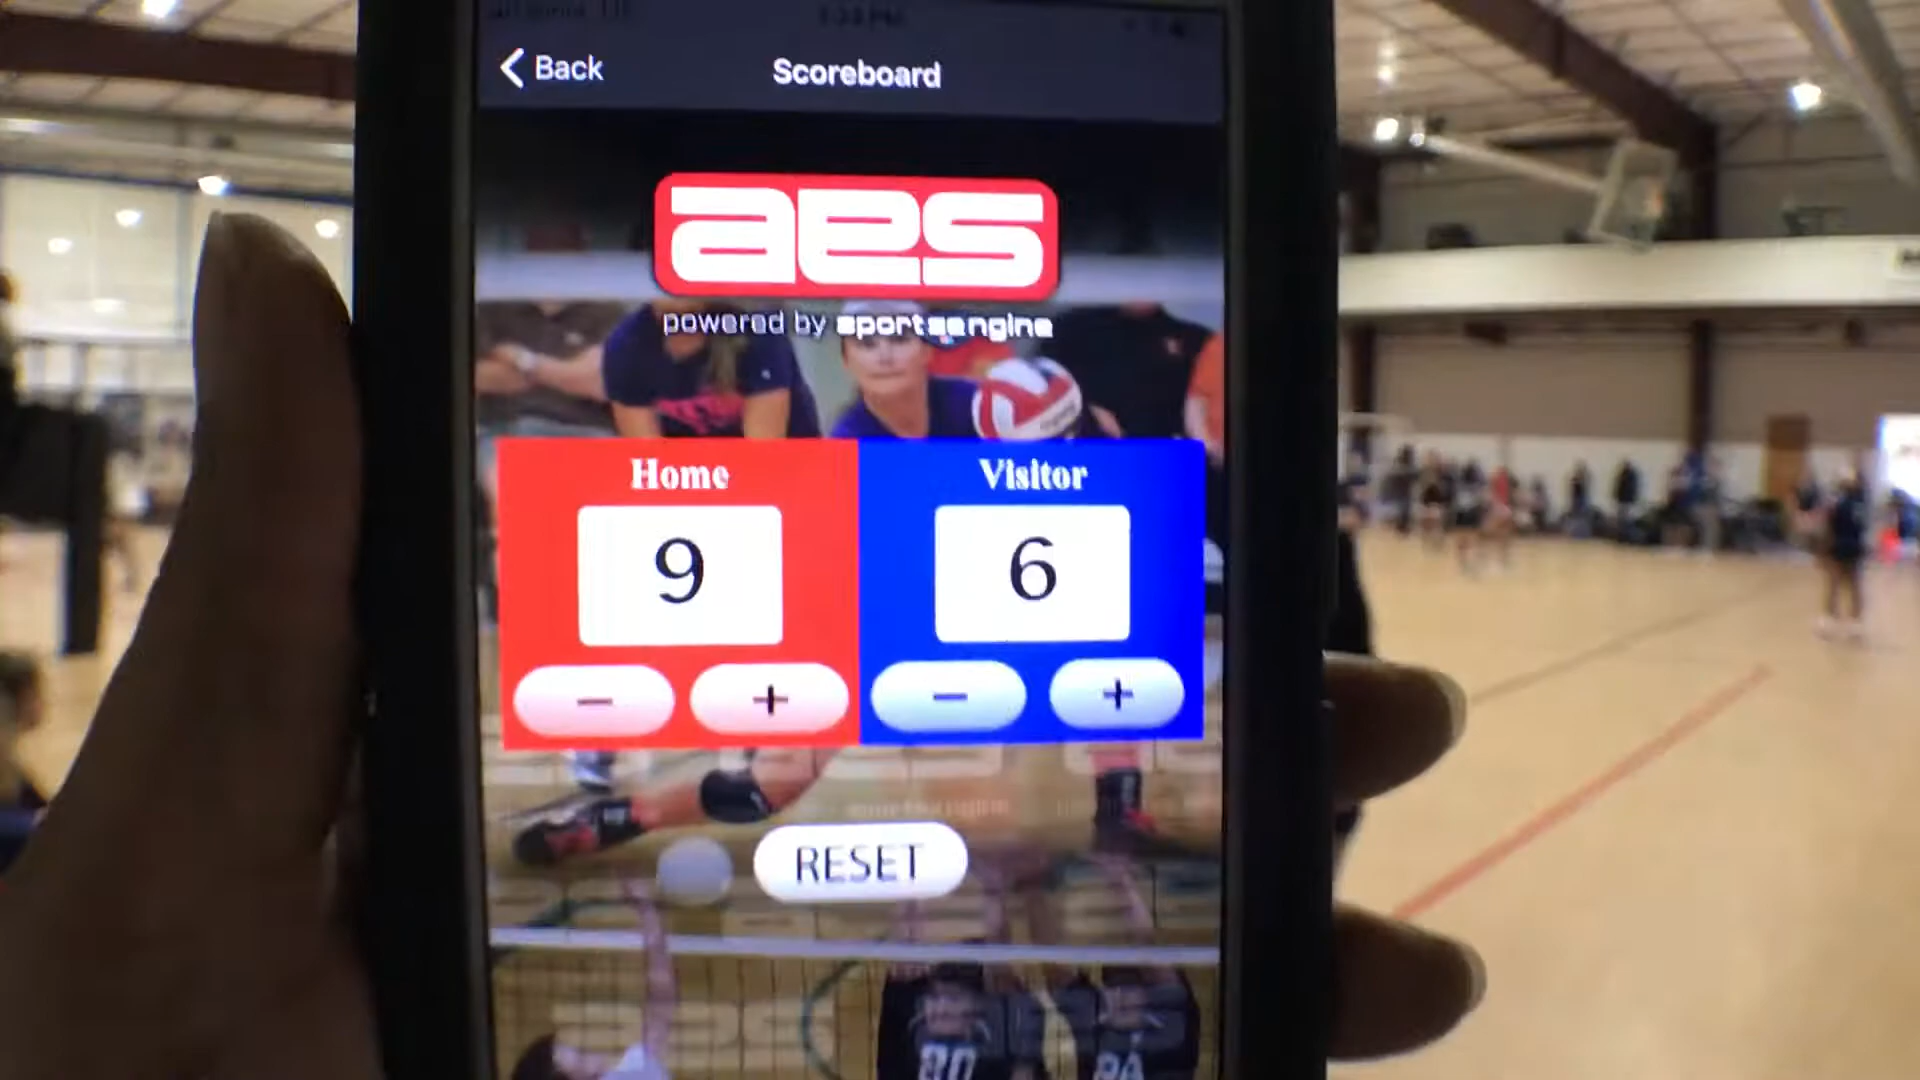 Back
Scoreboard
aes
powered by sportsengine
Home
Visitor
9
6
− +
− +
RESET